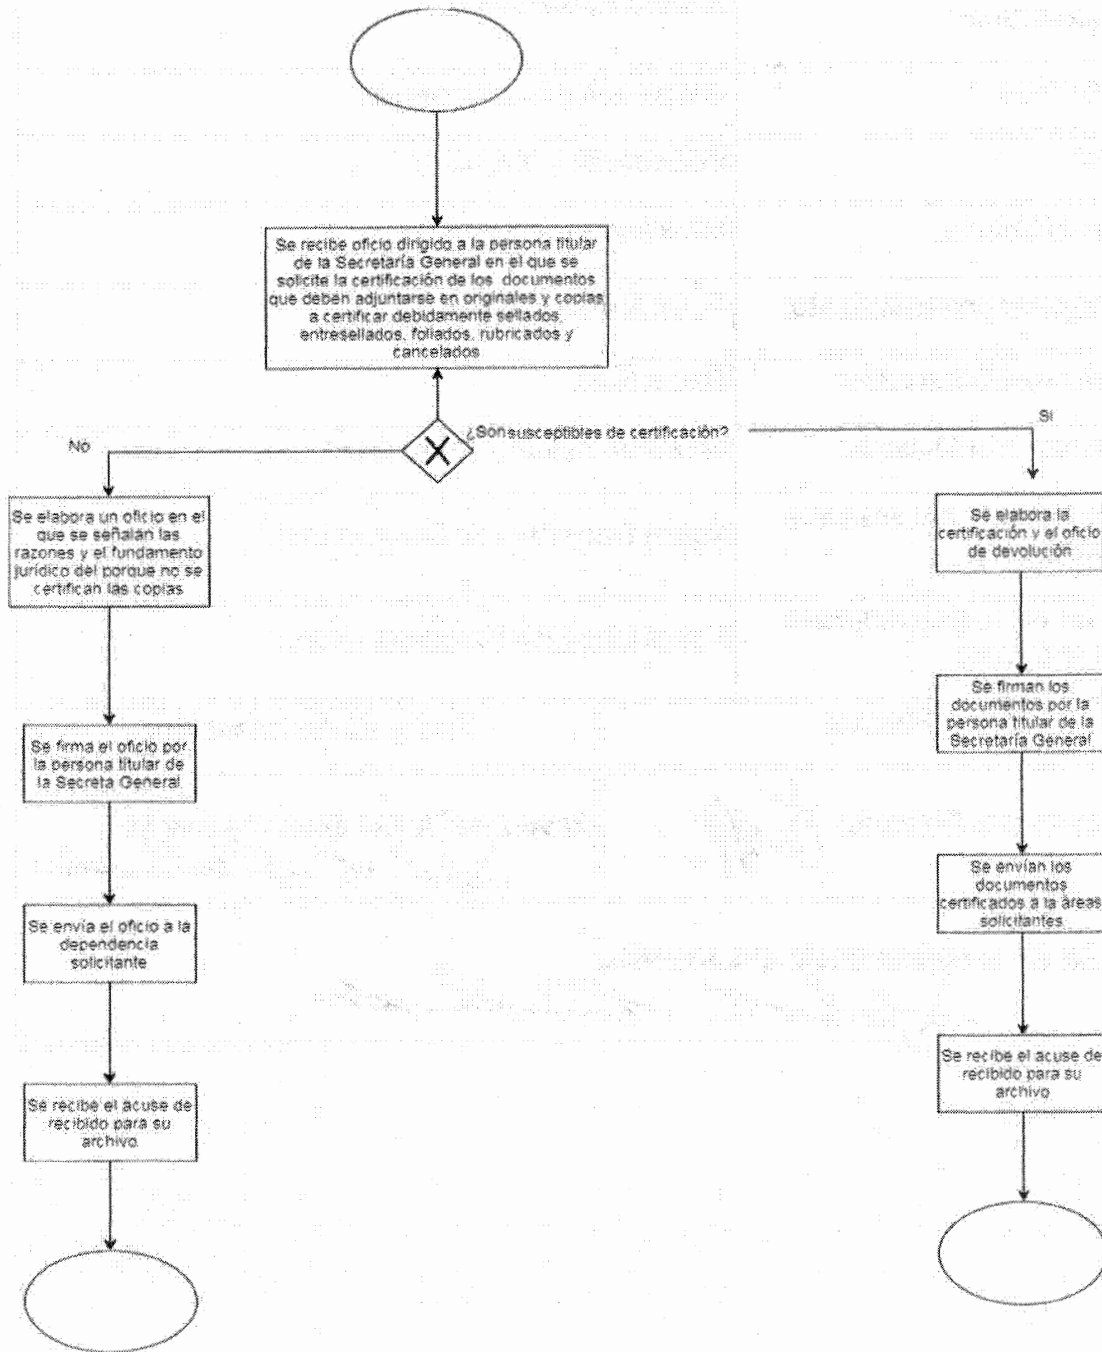 Se recibe oficio dirigido a la persona titular
de la Secretaría General en el que se
solicite la certificación de los documentos
que deben adjuntarse en originales y copias
a certificar debidamente sellados,
entresellados, foliados, rubricados y
cancelados
¿Son susceptibles de certificación?
No
Si
Se elabora un oficio en el
que se señalan las
razones y el fundamento
jurídico del porque no se
certifican las copias
Se firma el oficio por
la persona titular de
la Secreta General
Se envía el oficio a la
dependencia
solicitante
Se recibe el acuse de
recibido para su
archivo.
Se elabora la
certificación y el oficio
de devolución
Se firman los
documentos por la
persona titular de la
Secretaría General
Se envían los
documentos
certificados a la áreas
solicitantes
Se recibe el acuse de
recibido para su
archivo